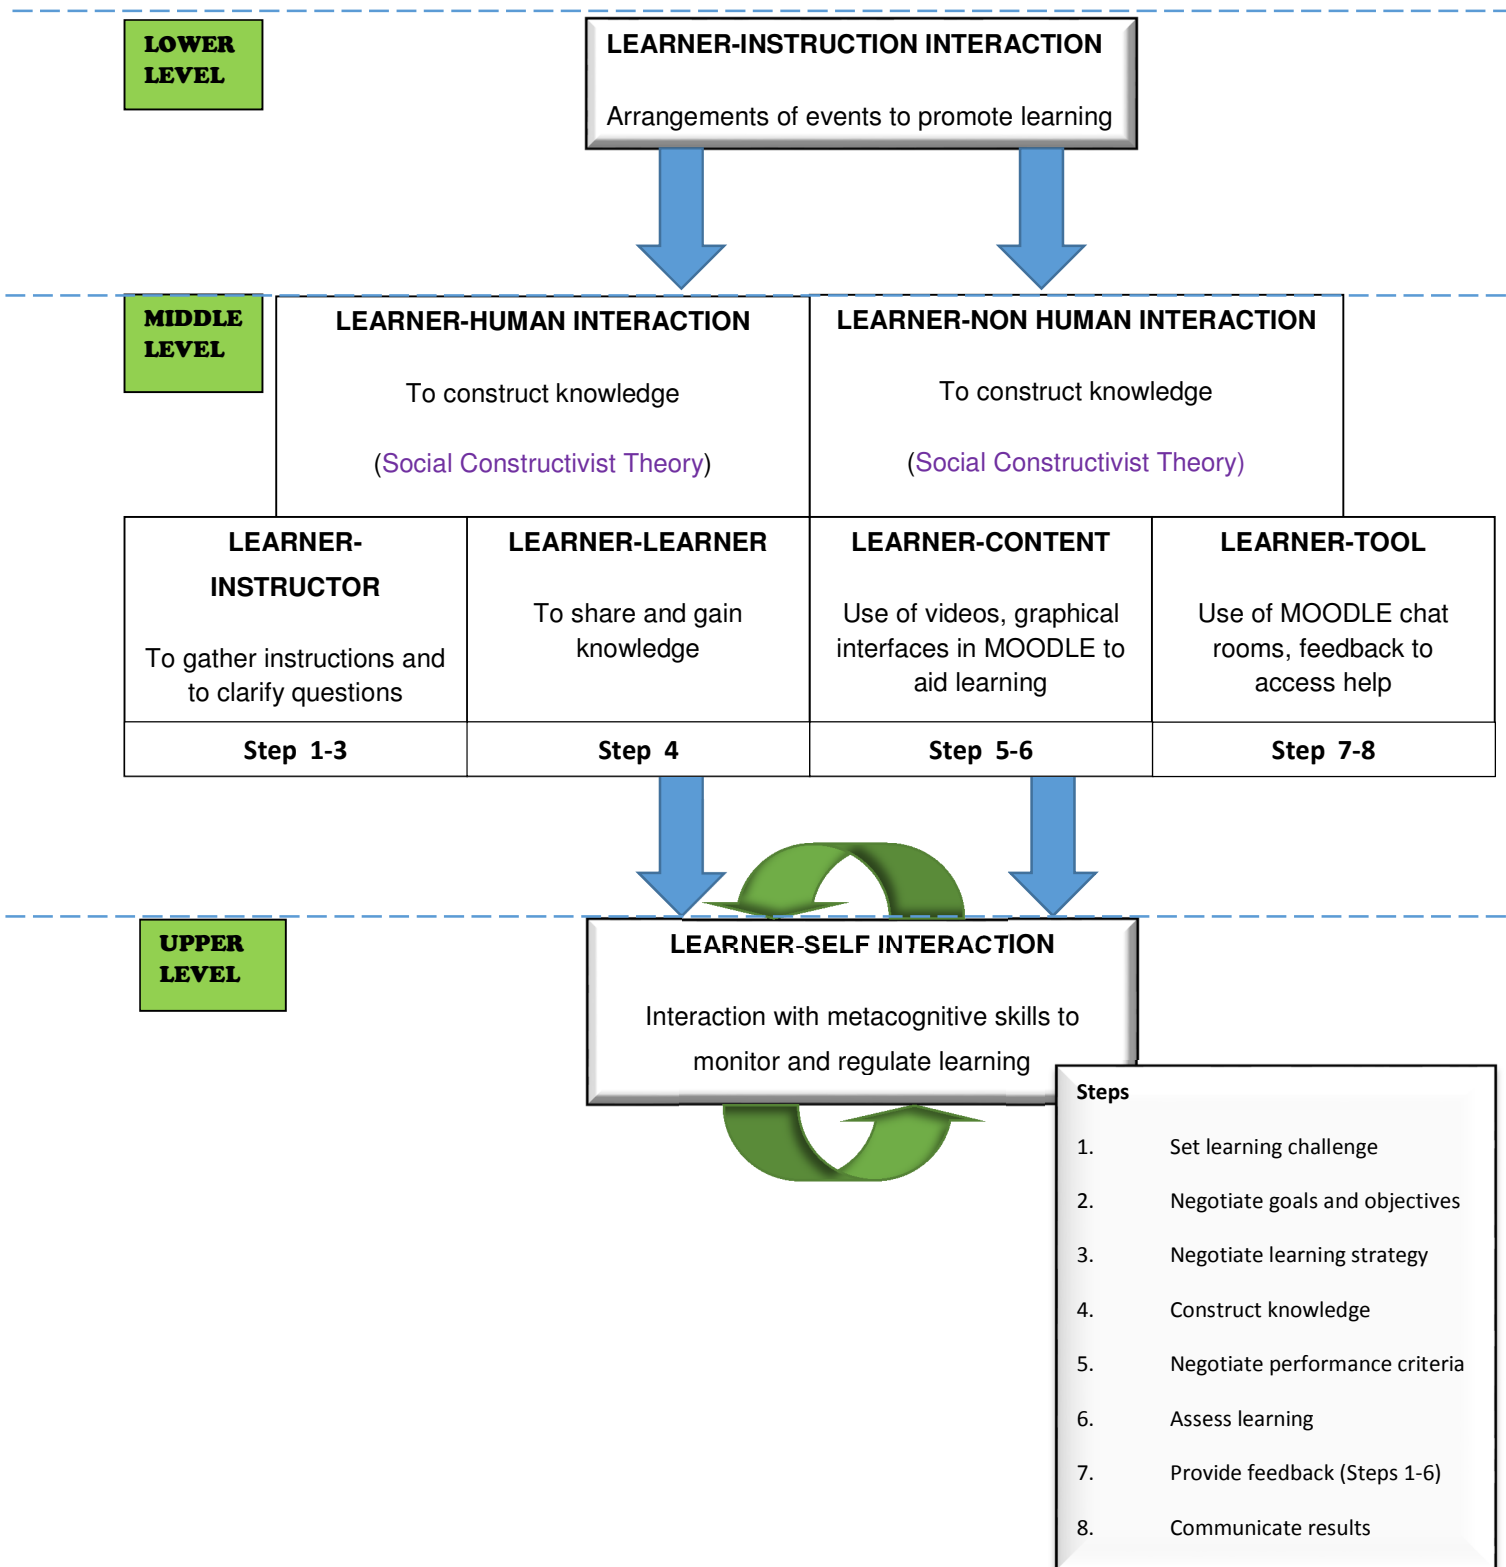 LOWER
LEVEL
LEARNER-INSTRUCTION INTERACTION
Arrangements of events to promote learning
MIDDLE
LEVEL
LEARNER-HUMAN INTERACTION
To construct knowledge
(Social Constructivist Theory)
LEARNER-NON HUMAN INTERACTION
To construct knowledge
(Social Constructivist Theory)
LEARNER-
INSTRUCTOR
To gather instructions and
to clarify questions
LEARNER-LEARNER
To share and gain
knowledge
LEARNER-CONTENT
Use of videos, graphical
interfaces in MOODLE to
aid learning
LEARNER-TOOL
Use of MOODLE chat
rooms, feedback to
access help
Step 1-3
Step 4
Step 5-6
Step 7-8
UPPER
LEVEL
LEARNER-SELF INTERACTION
Interaction with metacognitive skills to
monitor and regulate learning
Steps
1. Set learning challenge
2. Negotiate goals and objectives
3. Negotiate learning strategy
4. Construct knowledge
5. Negotiate performance criteria
6. Assess learning
7. Provide feedback (Steps 1-6)
8. Communicate results